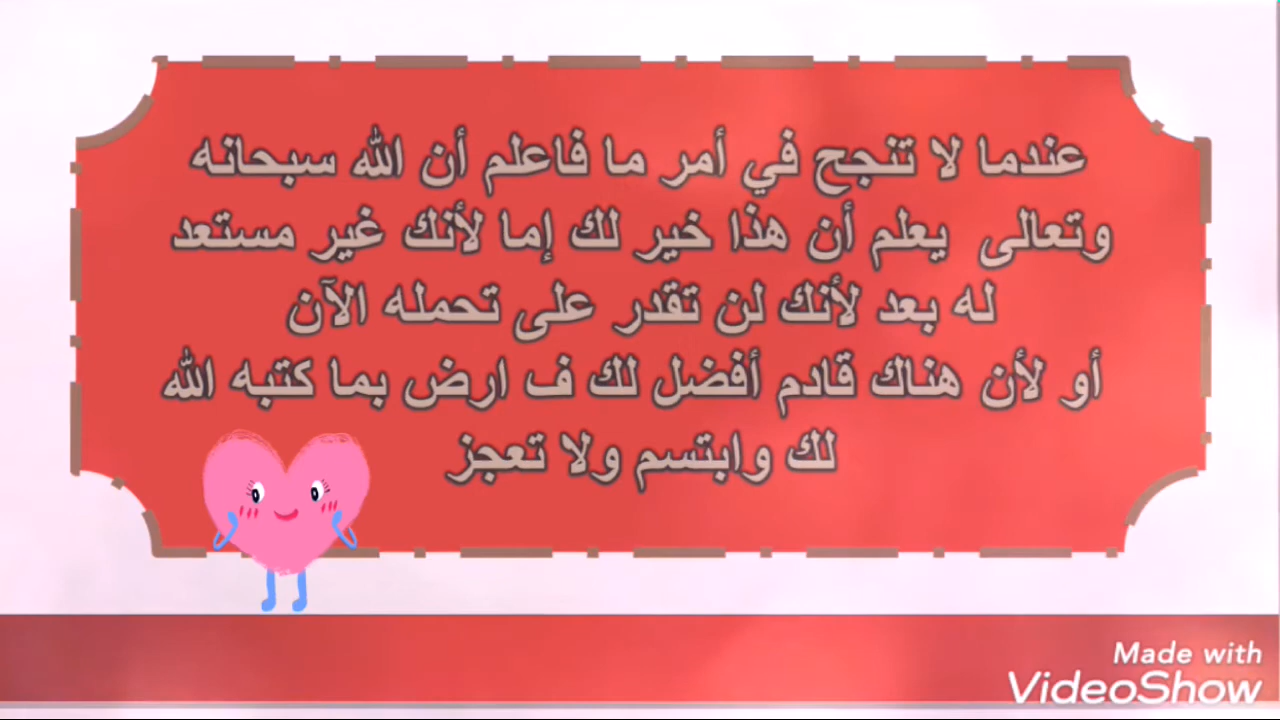 عندما لا تنجح في أمر ما فاعلم أن الله سبحانه
وتعالى يعلم أن هذا خير لك إما لأنك غير مستعد
له بعد لأنك لن تقدر على تحمله الآن
أو لأن هناك قادم أفضل لك ف ارض بما كتبه الله
لك وابتسم ولا تعجز
Made with
VideoShow